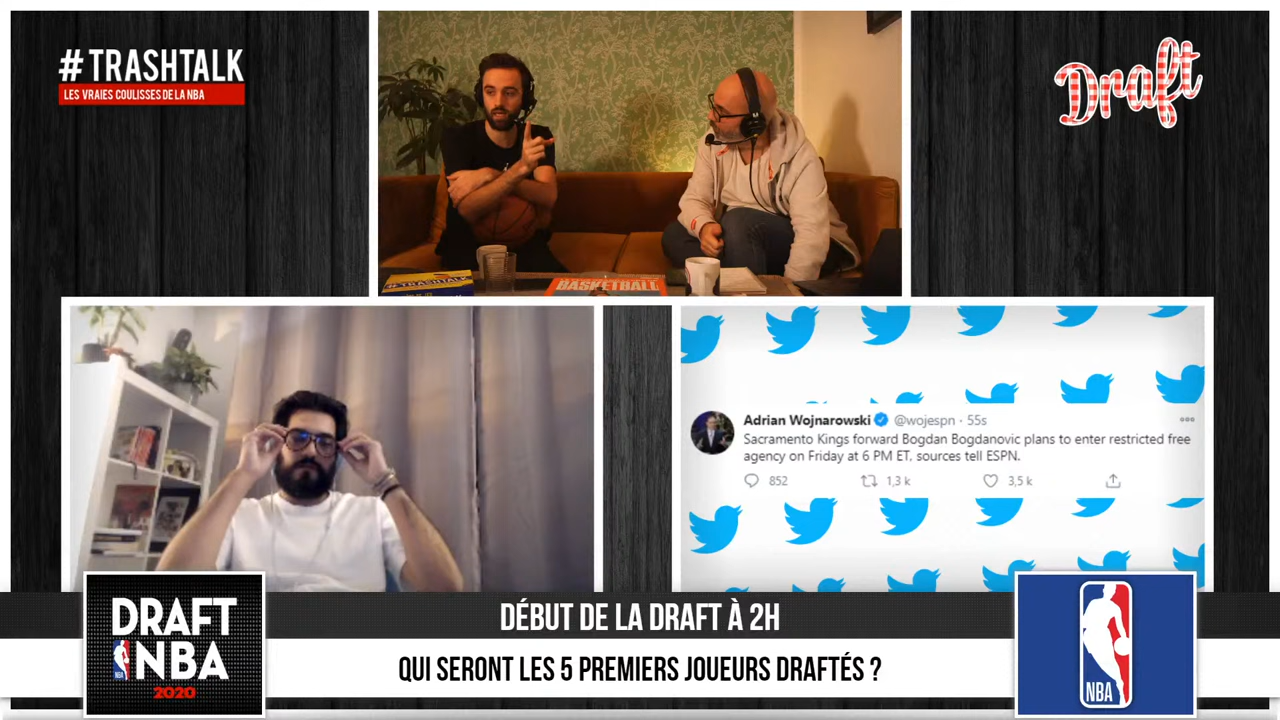 # TRASHTALK
LES VRAIES COULISSES DE LA NBA
Draft
#TRASHTALK
BASKETBALL
Adrian Wojnarowski @wojespn · 55s
Sacramento Kings forward Bogdan Bogdanovic plans to enter restricted free
agency on Friday at 6 PM ET, sources tell ESPN.
852 1,3 k 3,5 k
DRAFT
NBA
2020
DÉBUT DE LA DRAFT À 2H
QUI SERONT LES 5 PREMIERS JOUEURS DRAFTÉS ?
NBA